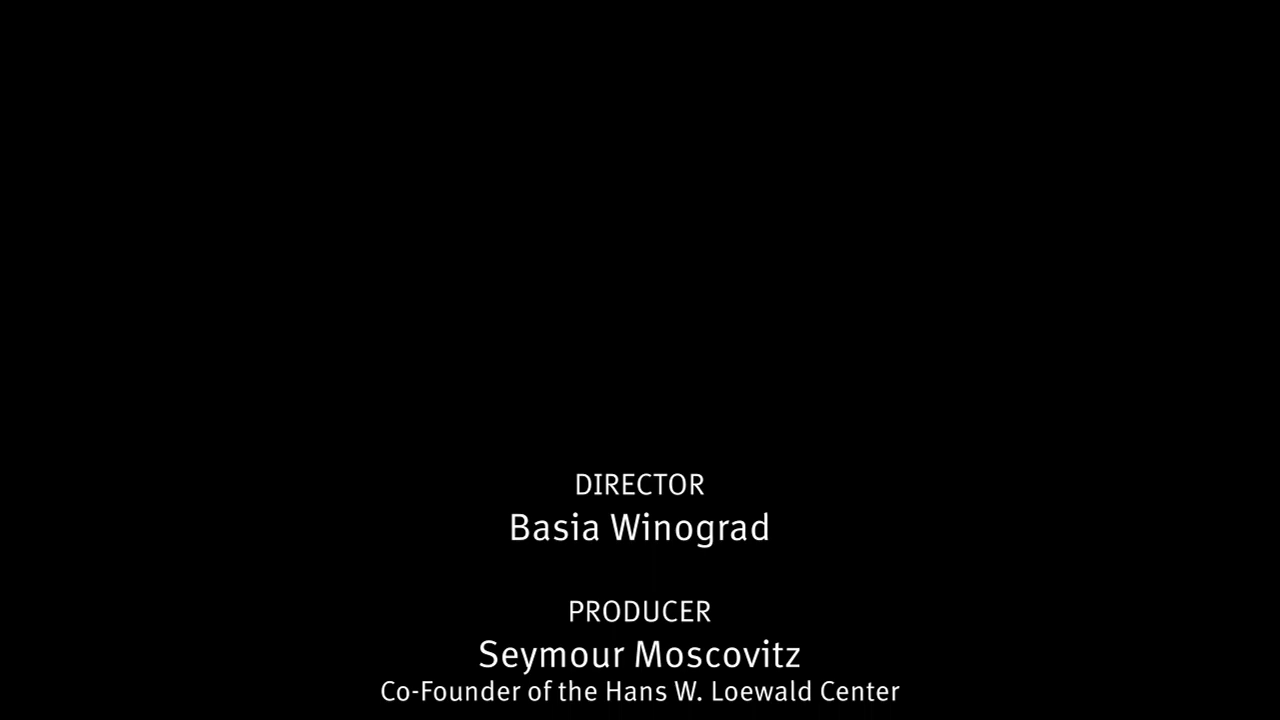 DIRECTOR
Basia Winograd
PRODUCER
Seymour Moscovitz
Co-Founder of the Hans W. Loewald Center